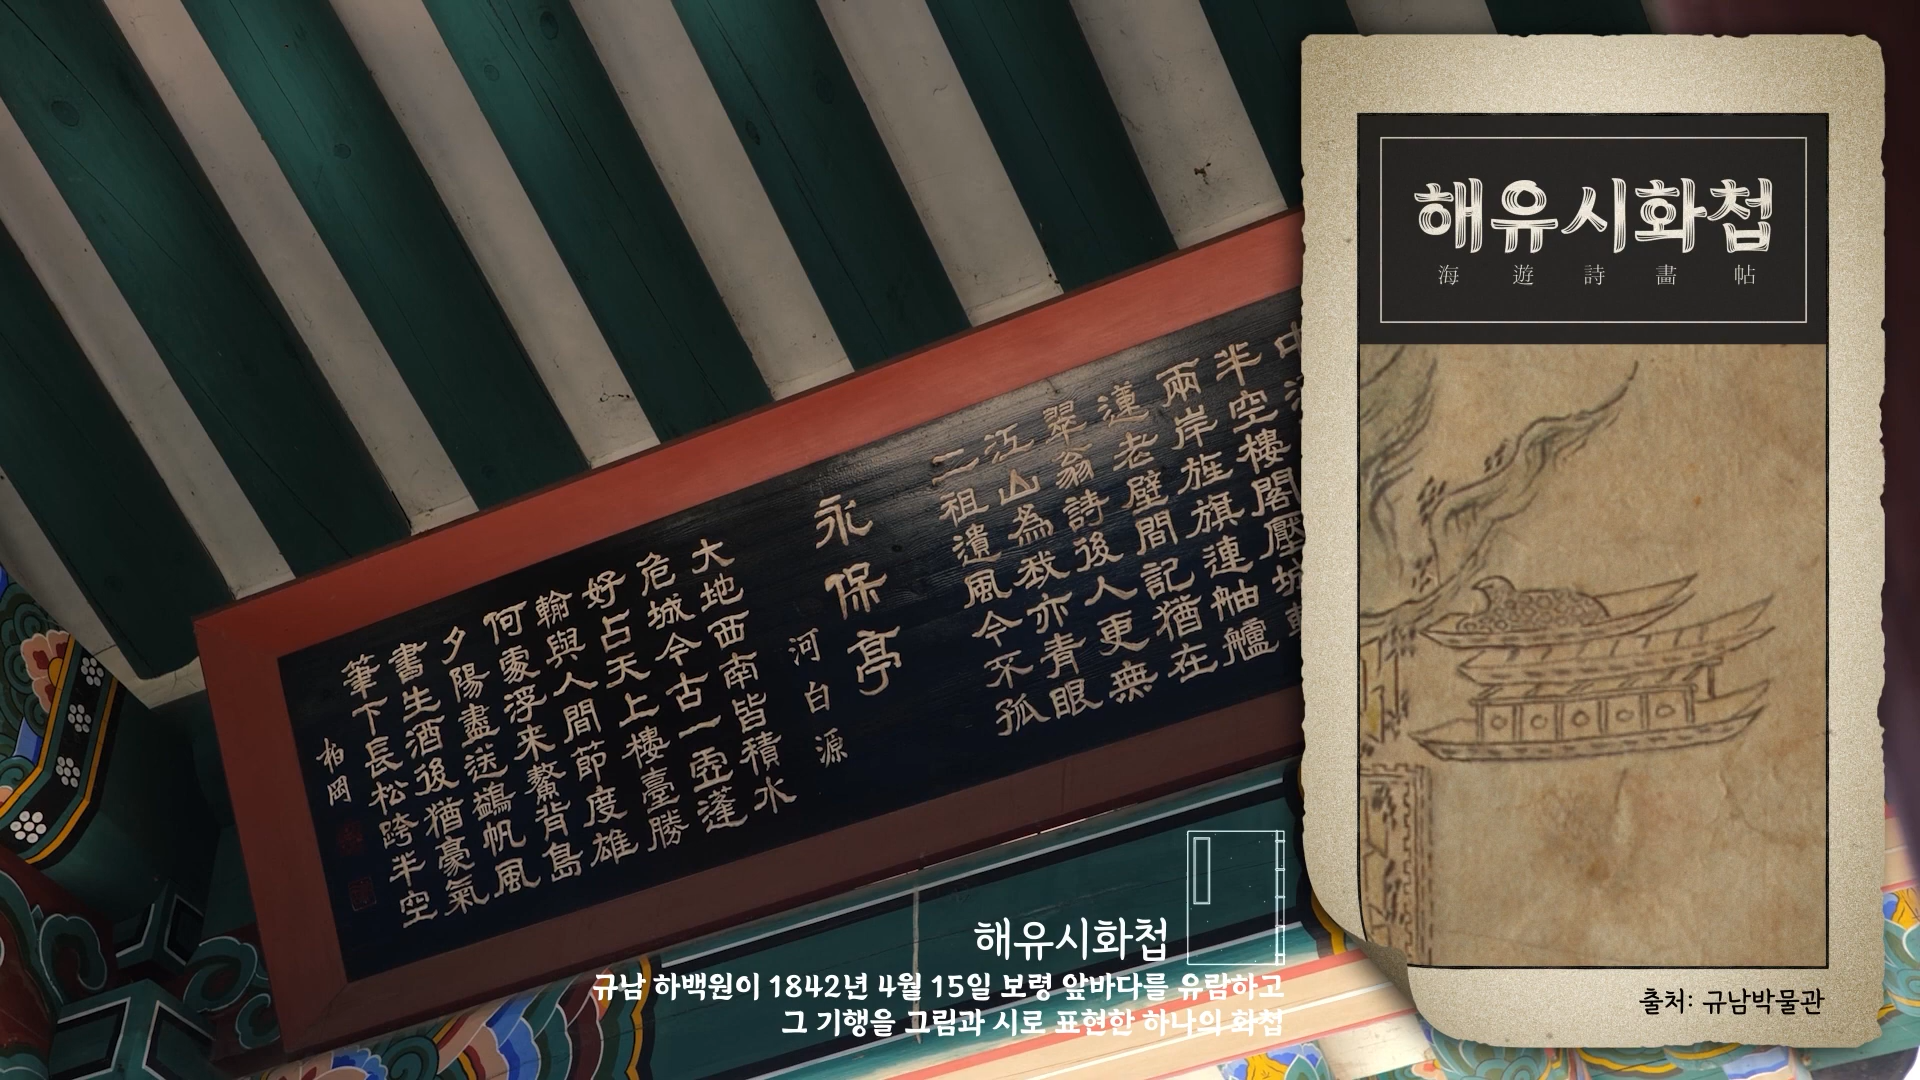 中
半空樓閣壓城
兩岸旌旗連舳艫
老壁間記猶在
翠翁詩後人更無
江山為我亦青眼
二祖遺風今不孤
永保亭
河白源
大地西南皆積水
危城今古一壺蓬
好占天上樓臺勝
輸與人間節度雄
何處浮来鰲背島
夕陽盡送鷁帆風
書生酒後猶豪氣
筆下長松跨半空
柏岡
해유시화첩
海遊詩畵帖
출처: 규남박물관
해유시화첩
규남 하백원이 1842년 4월 15일 보령 앞바다를 유람하고
그 기행을 그림과 시로 표현한 하나의 화첩